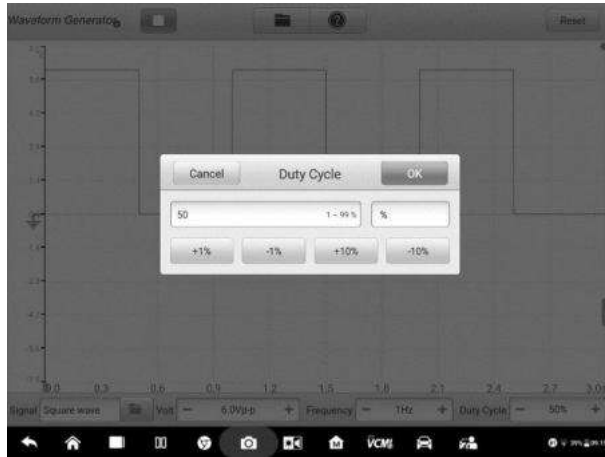 Waveform Generator
Reset
Cancel
Duty Cycle
OK
50
1 ~ 99 %
%
+1%
-1%
+10%
-10%
0.0 0.3 0.6 0.9 1.2 1.5 1.8 2.1 2.4 2.7 3.0
Signal Square wave Volt − 6.0Vp-p + Frequency − 1Hz + Duty Cycle − 50% +
VCMI